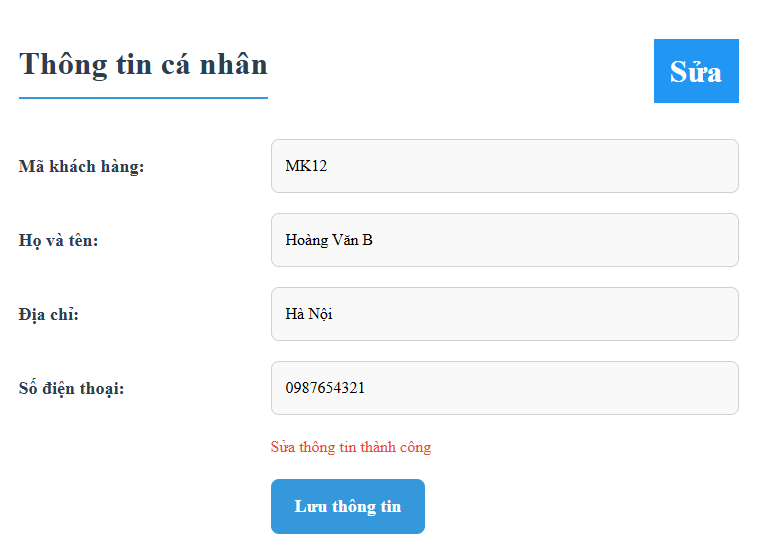 Thông tin cá nhân
Sửa
Mã khách hàng: MK12
Họ và tên: Hoàng Văn B
Địa chỉ: Hà Nội
Số điện thoại: 0987654321
Sửa thông tin thành công
Lưu thông tin